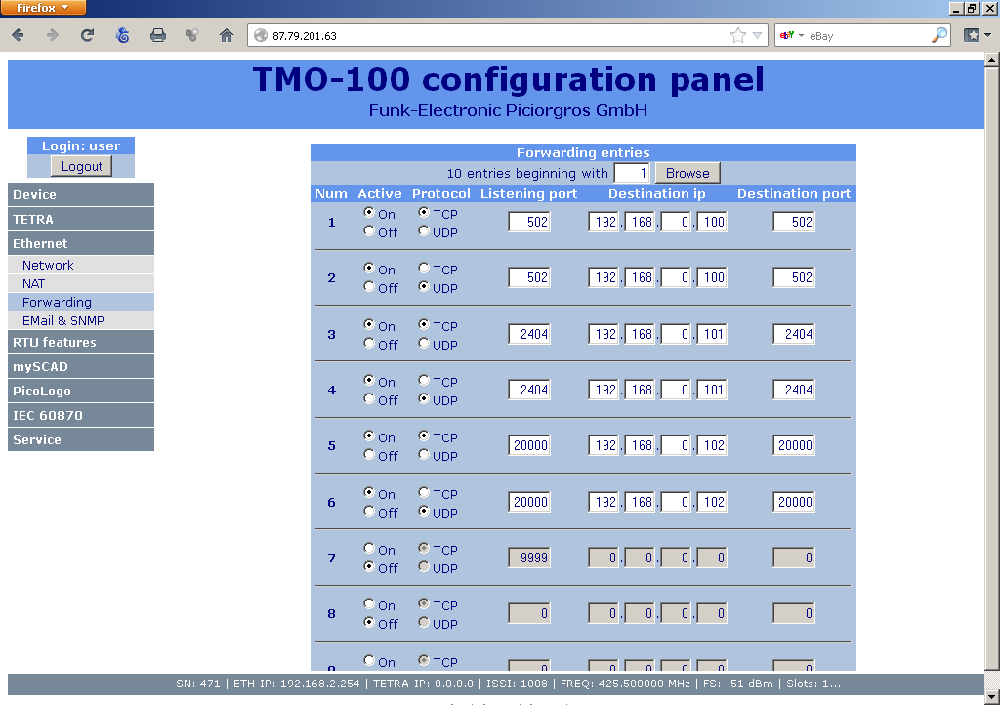 Firefox
87.79.201.63
eBay
TMO-100 configuration panel
Funk-Electronic Piciorgros GmbH
Login: user
Logout
Device
TETRA
Ethernet
Network
NAT
Forwarding
EMail & SNMP
RTU features
mySCAD
PicoLogo
IEC 60870
Service
Forwarding entries
10 entries beginning with 1 Browse
Num Active Protocol Listening port Destination ip Destination port
On TCP
1 502 192.168.0.100 502
Off UDP
On TCP
2 502 192.168.0.100 502
Off UDP
On TCP
3 2404 192.168.0.101 2404
Off UDP
On TCP
4 2404 192.168.0.101 2404
Off UDP
On TCP
5 20000 192.168.0.102 20000
Off UDP
On TCP
6 20000 192.168.0.102 20000
Off UDP
On TCP
7 9999 0.0.0.0 0
Off UDP
On TCP
8 0 0.0.0.0 0
Off UDP
On TCP
SN: 471 | ETH-IP: 192.168.2.254 | TETRA-IP: 0.0.0.0 | ISSI: 1008 | FREQ: 425.500000 MHz | FS: -51 dBm | Slots: 1...